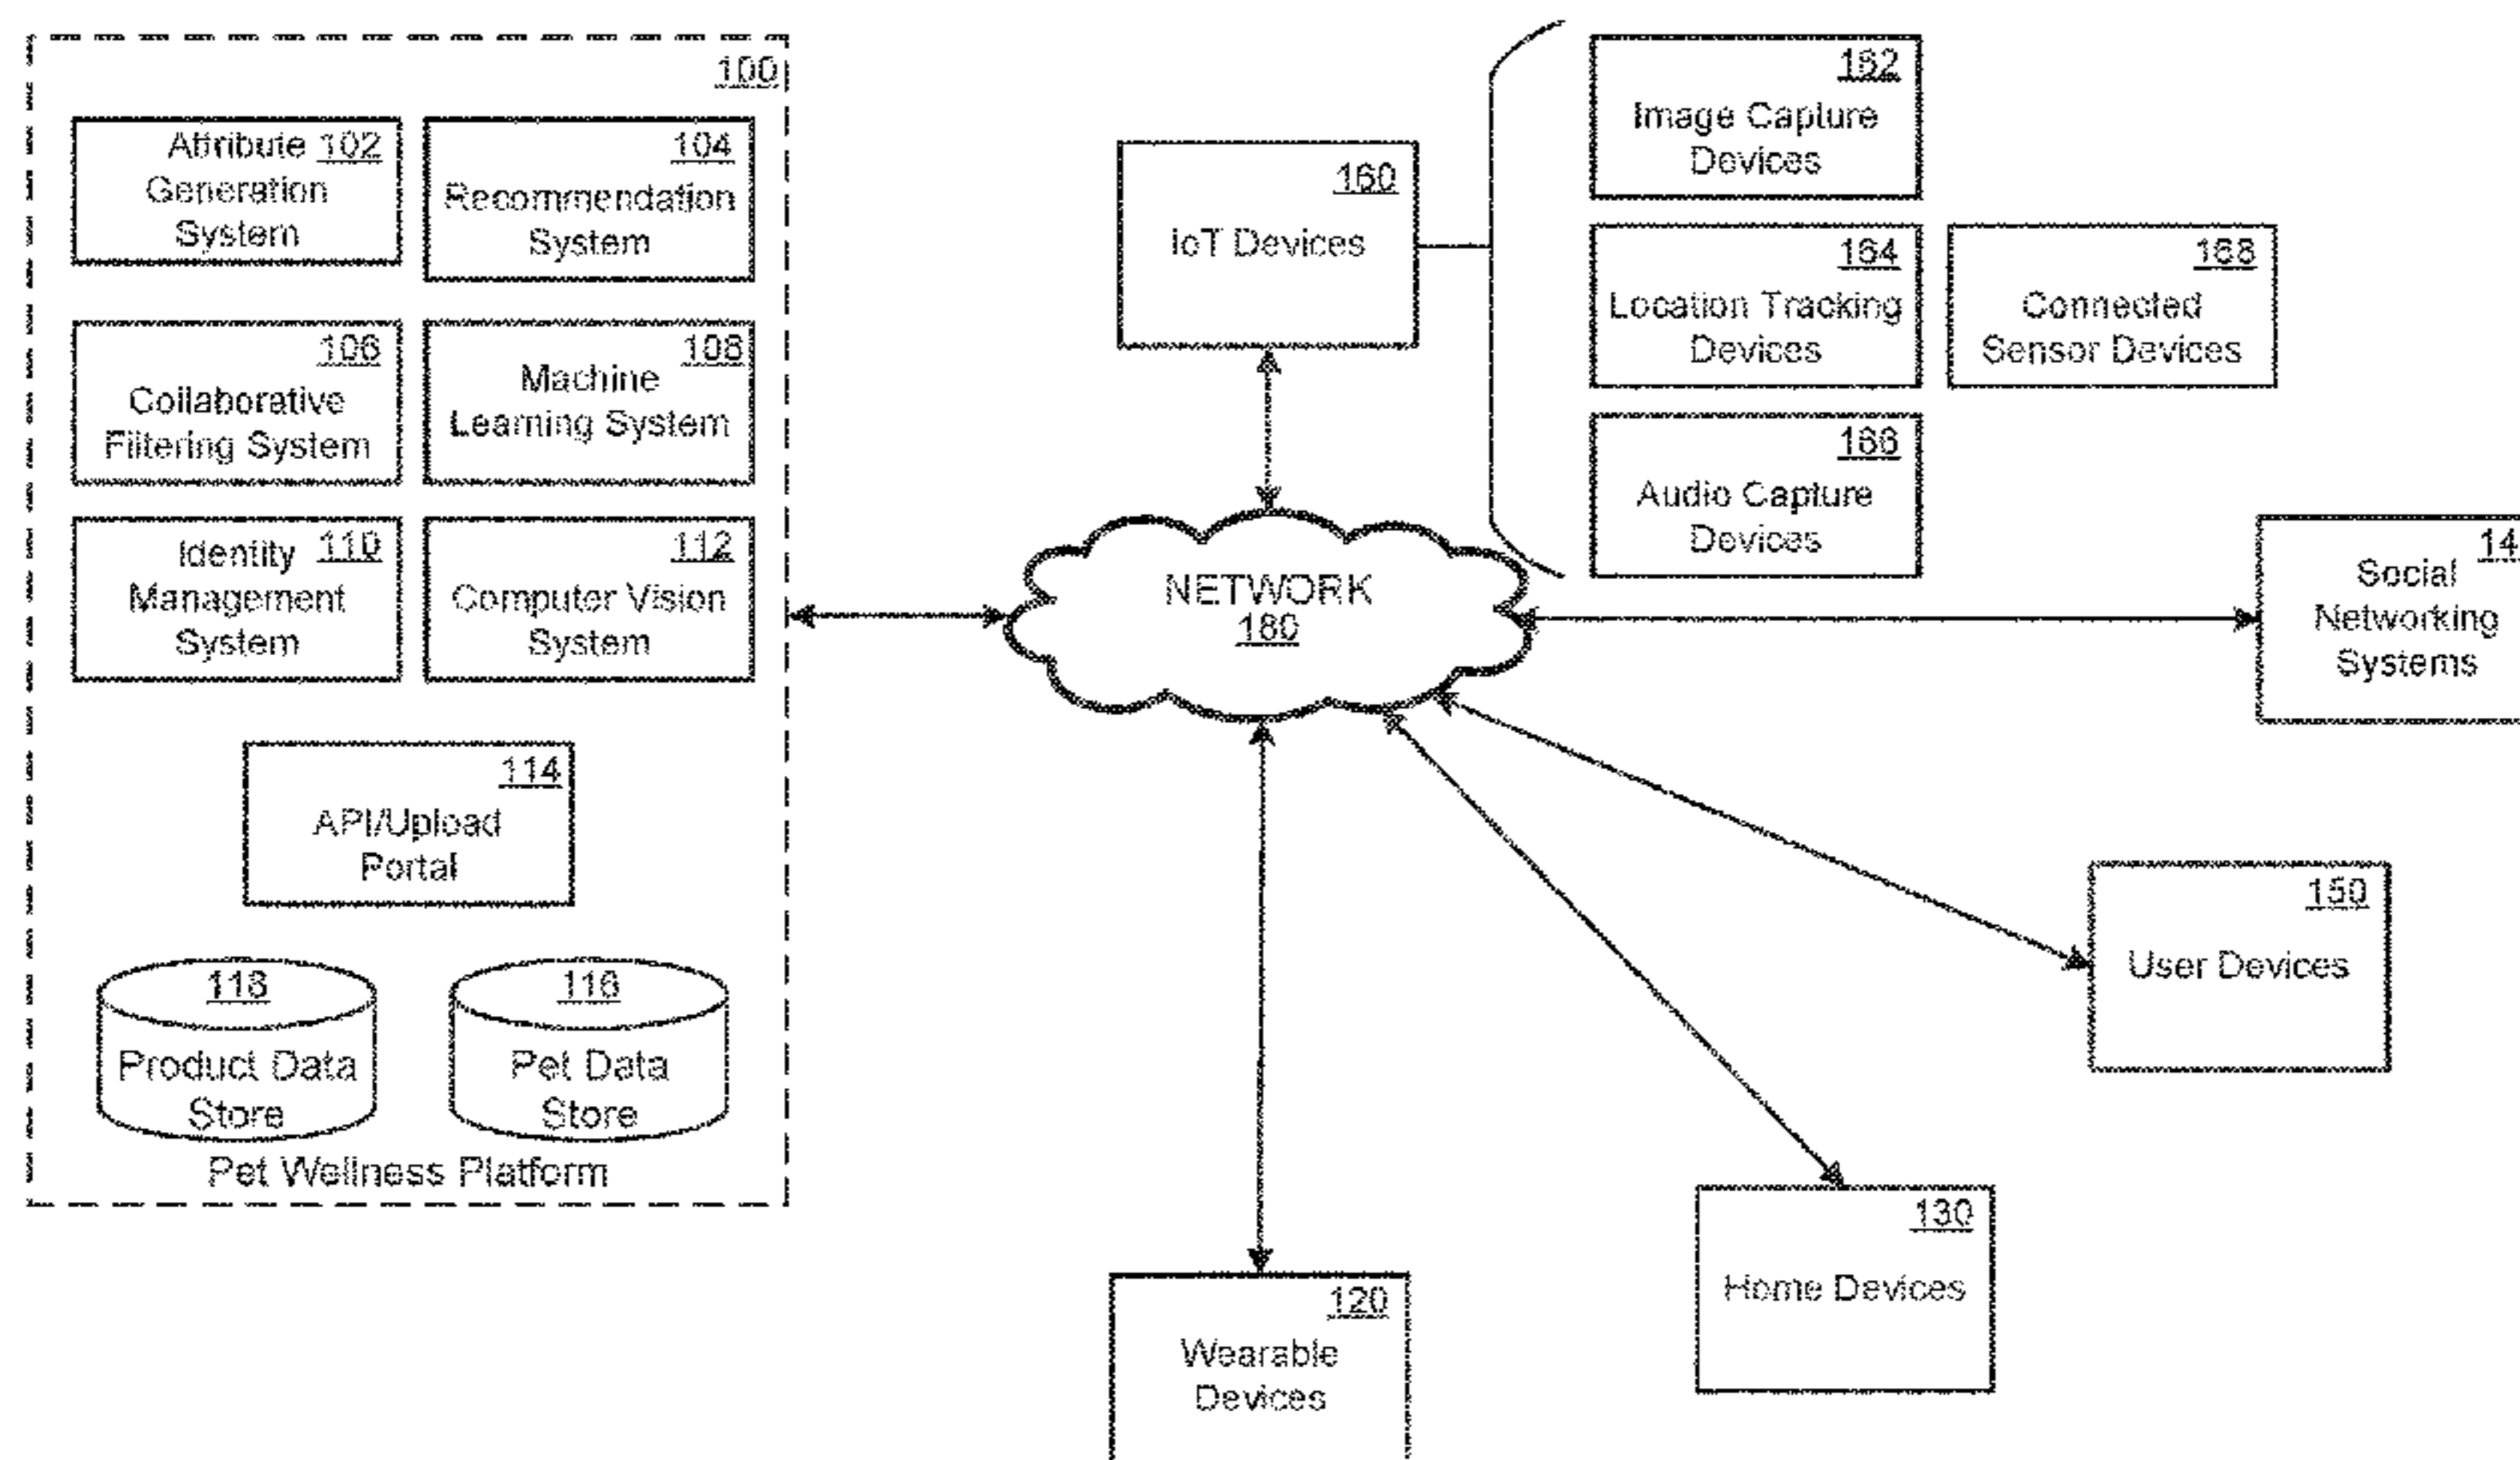 100
Attribute 102
Generation
System
104
Recommendation
System
106
Collaborative
Filtering System
108
Machine
Learning System
Identity 110
Management
System
112
Computer Vision
System
114
API/Upload
Portal
118
Product Data
Store
116
Pet Data
Store
Pet Wellness Platform
160
IoT Devices
162
Image Capture
Devices
164
Location Tracking
Devices
168
Connected
Sensor Devices
166
Audio Capture
Devices
NETWORK
180
14
Social
Networking
Systems
150
User Devices
130
Home Devices
120
Wearable
Devices